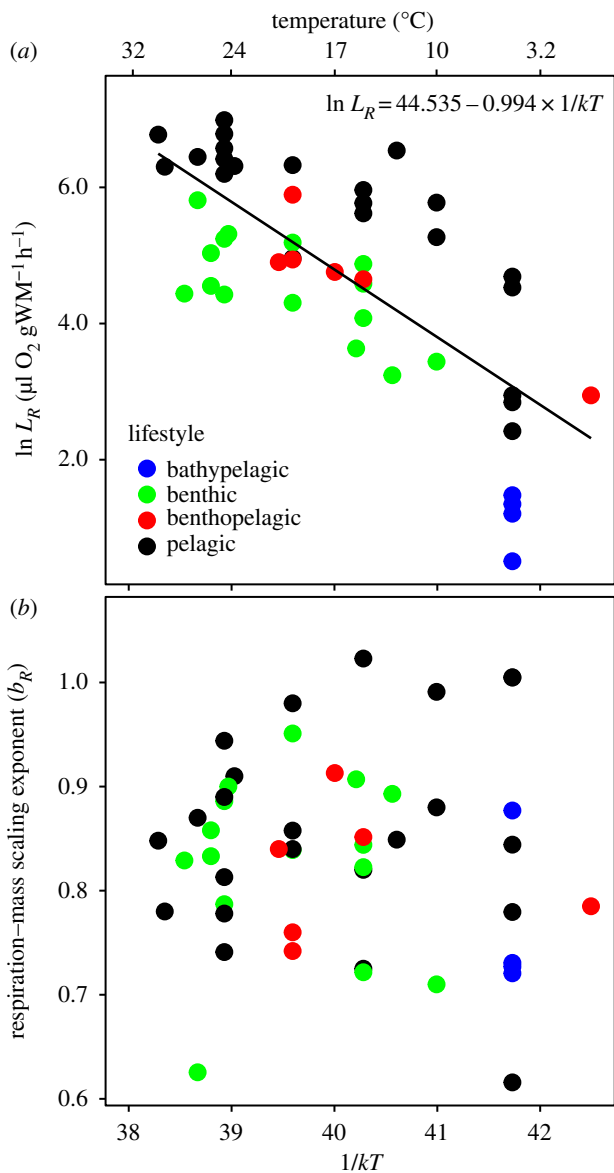 temperature (°C)
(a) 32 24 17 10 3.2
ln L_R = 44.535 – 0.994 × 1/kT
6.0
4.0
2.0
ln L_R (µl O₂ gWM⁻¹h⁻¹)
lifestyle
bathypelagic
benthic
benthopelagic
pelagic
(b)
1.0
0.9
0.8
0.7
0.6
respiration–mass scaling exponent (b_R)
38 39 40 41 42
1/kT